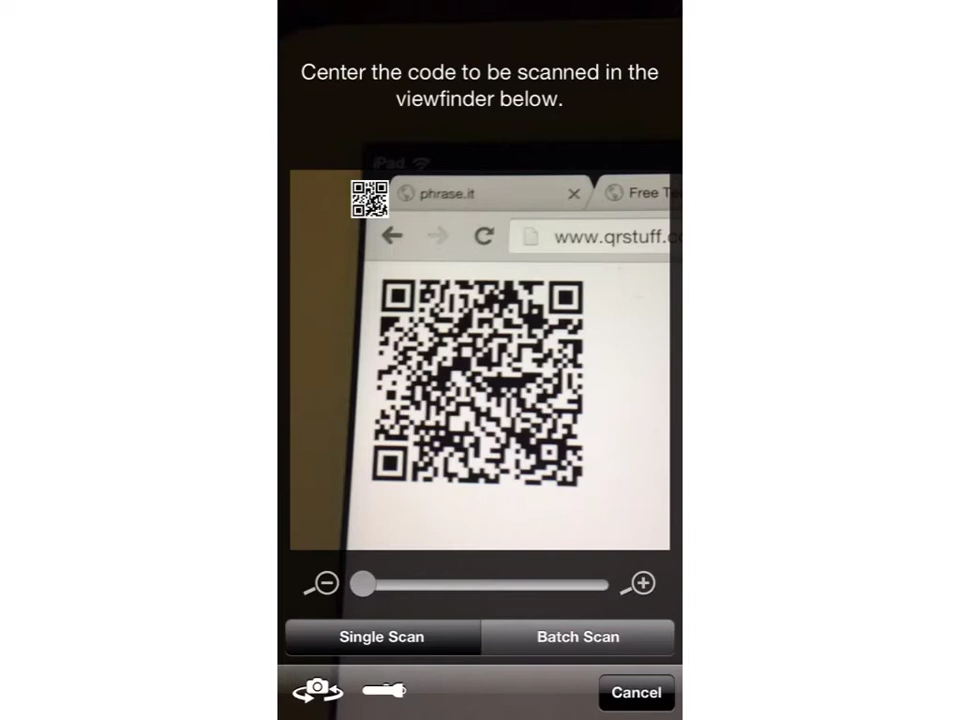 Center the code to be scanned in the
viewfinder below.
iPad
phrase.it
Free
www.qrstuff.c
Single Scan
Batch Scan
Cancel